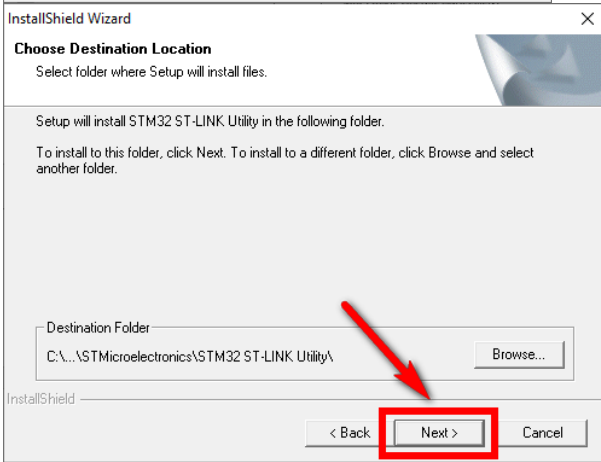 InstallShield Wizard
Choose Destination Location
Select folder where Setup will install files.
Setup will install STM32 ST-LINK Utility in the following folder.
To install to this folder, click Next. To install to a different folder, click Browse and select
another folder.
Destination Folder
C:\...\STMicroelectronics\STM32 ST-LINK Utility\
Browse...
InstallShield
< Back
Next >
Cancel